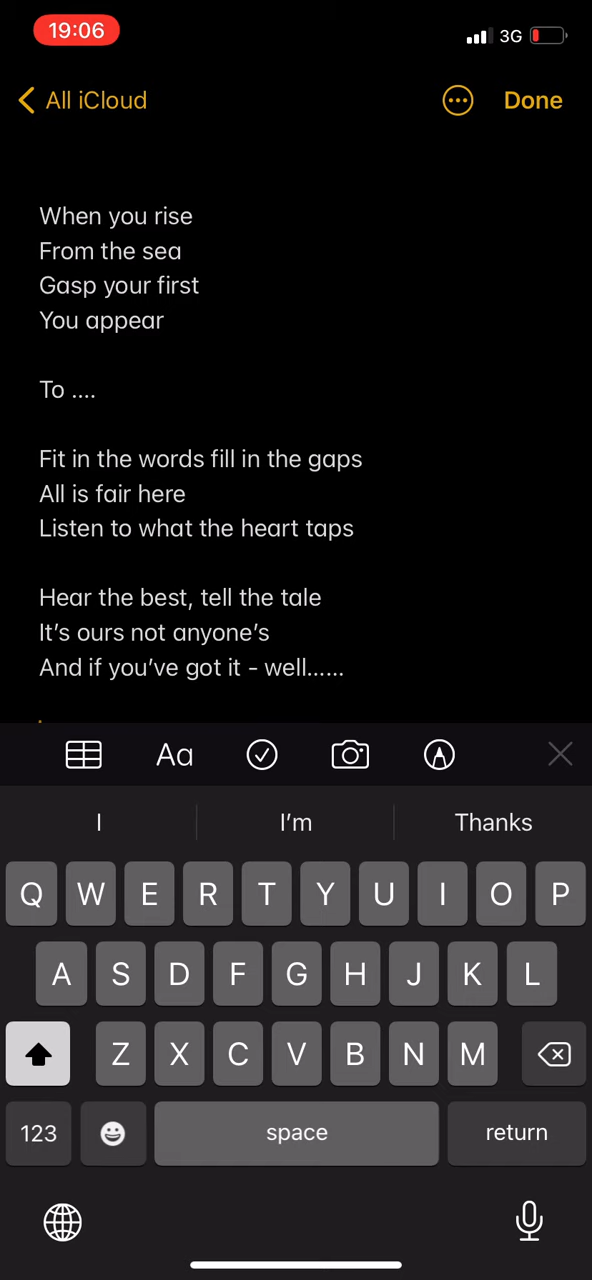 19:06
3G
All iCloud
Done
When you rise
From the sea
Gasp your first
You appear
To ....
Fit in the words fill in the gaps
All is fair here
Listen to what the heart taps
Hear the best, tell the tale
It’s ours not anyone’s
And if you’ve got it - well......
Aa
I
I’m
Thanks
Q W E R T Y U I O P
A S D F G H J K L
Z X C V B N M
123
space
return